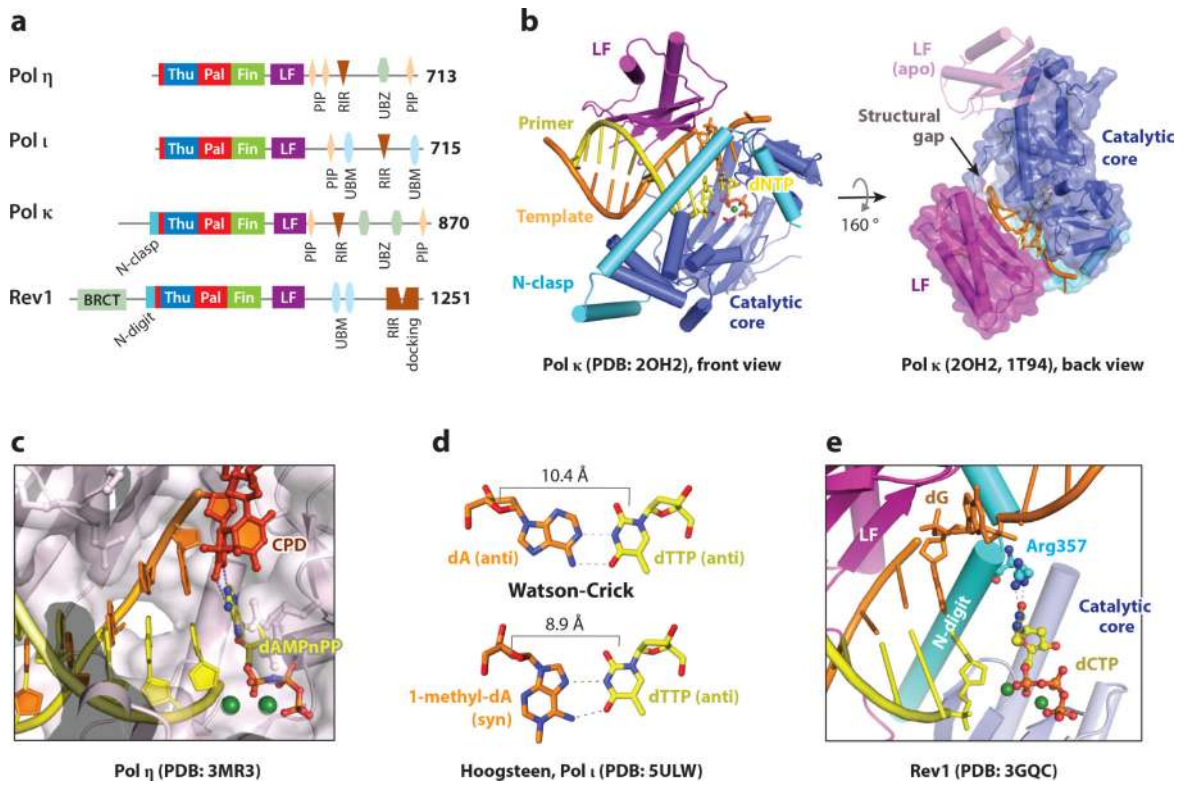 a
Pol η
Thu Pal Fin LF
713
PIP
RIR
UBZ
PIP
Pol ι
Thu Pal Fin LF
715
PIP
UBM
RIR
UBM
Pol κ
Thu Pal Fin LF
870
N-clasp
PIP
RIR
UBZ
PIP
Rev1
BRCT
Thu Pal Fin LF
1251
N-digit
UBM
RIR
docking
b
LF
Primer
dNTP
Template
N-clasp
Catalytic
core
Pol κ (PDB: 2OH2), front view
160°
LF
(apo)
Structural
gap
Catalytic
core
LF
Pol κ (2OH2, 1T94), back view
c
CPD
dAMPnPP
Pol η (PDB: 3MR3)
d
10.4 Å
dA (anti)
dTTP (anti)
Watson-Crick
8.9 Å
1-methyl-dA
(syn)
dTTP (anti)
Hoogsteen, Pol ι (PDB: 5ULW)
e
dG
LF
Arg357
N-digit
Catalytic
core
dCTP
Rev1 (PDB: 3GQC)